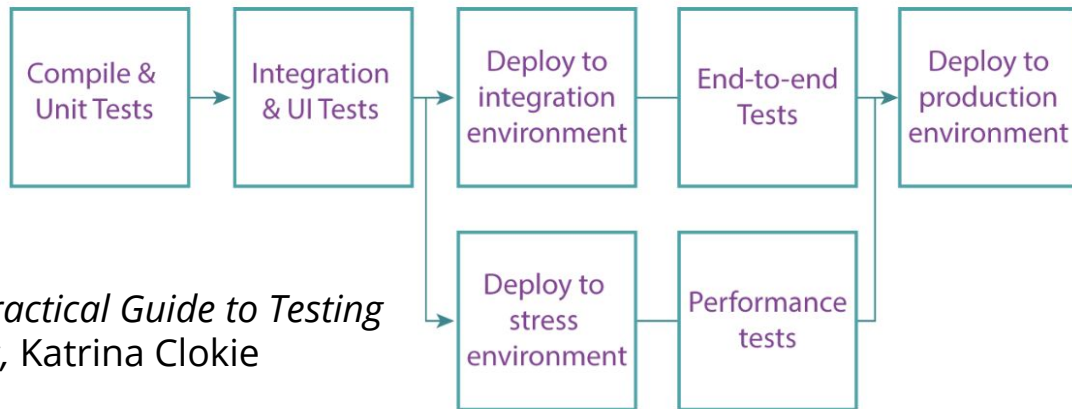 Compile &
Unit Tests
Integration
& UI Tests
Deploy to
integration
environment
End-to-end
Tests
Deploy to
production
environment
Deploy to
stress
environment
Performance
tests
Practical Guide to Testing
, Katrina Clokie